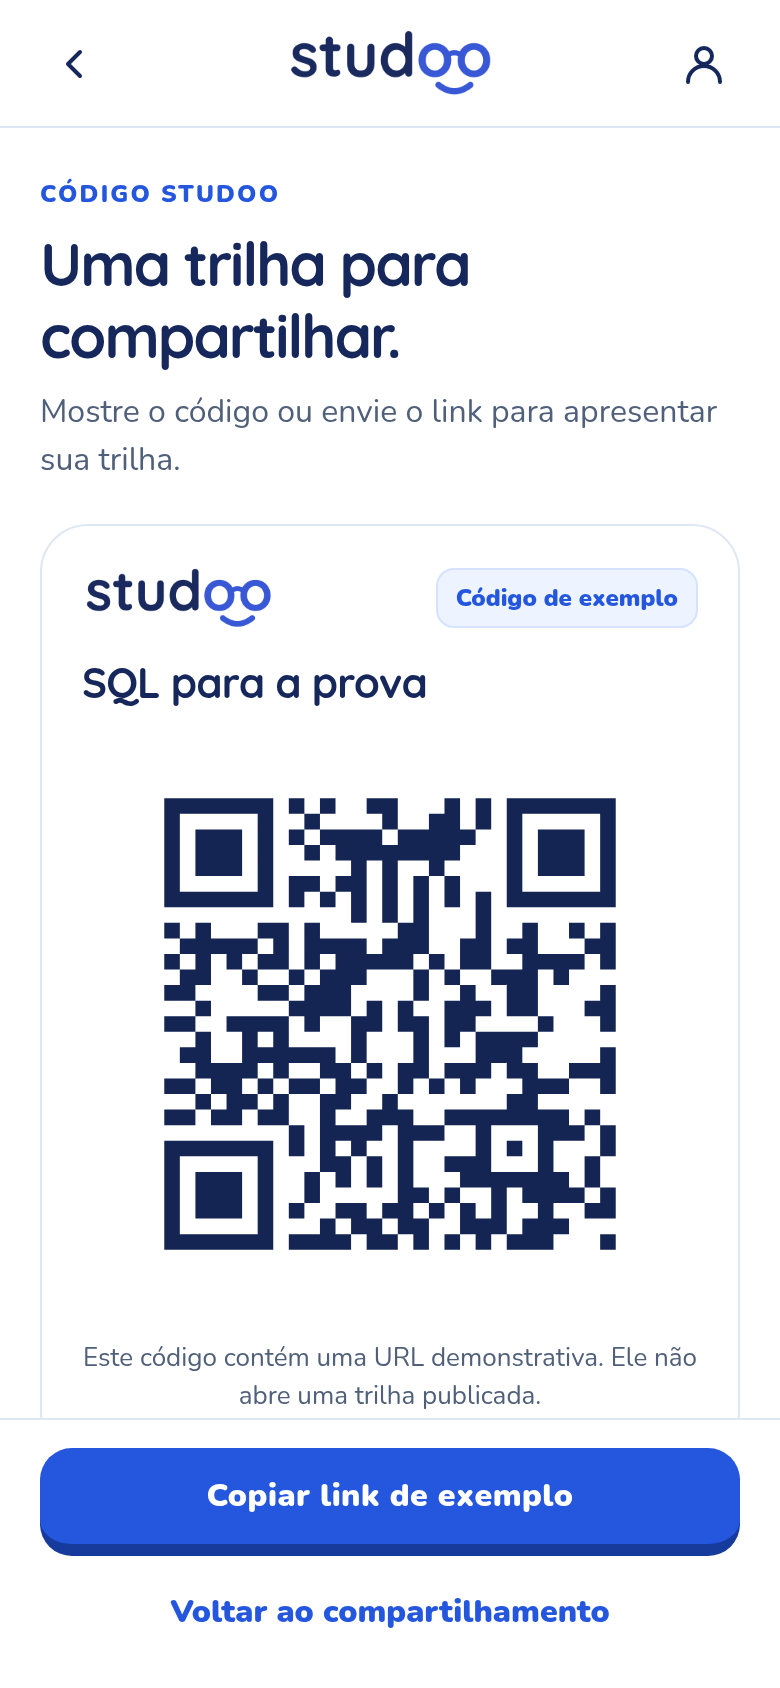 studoo
CÓDIGO STUDOO
Uma trilha para
compartilhar.
Mostre o código ou envie o link para apresentar
sua trilha.
studoo
Código de exemplo
SQL para a prova
Este código contém uma URL demonstrativa. Ele não
abre uma trilha publicada.
Copiar link de exemplo
Voltar ao compartilhamento